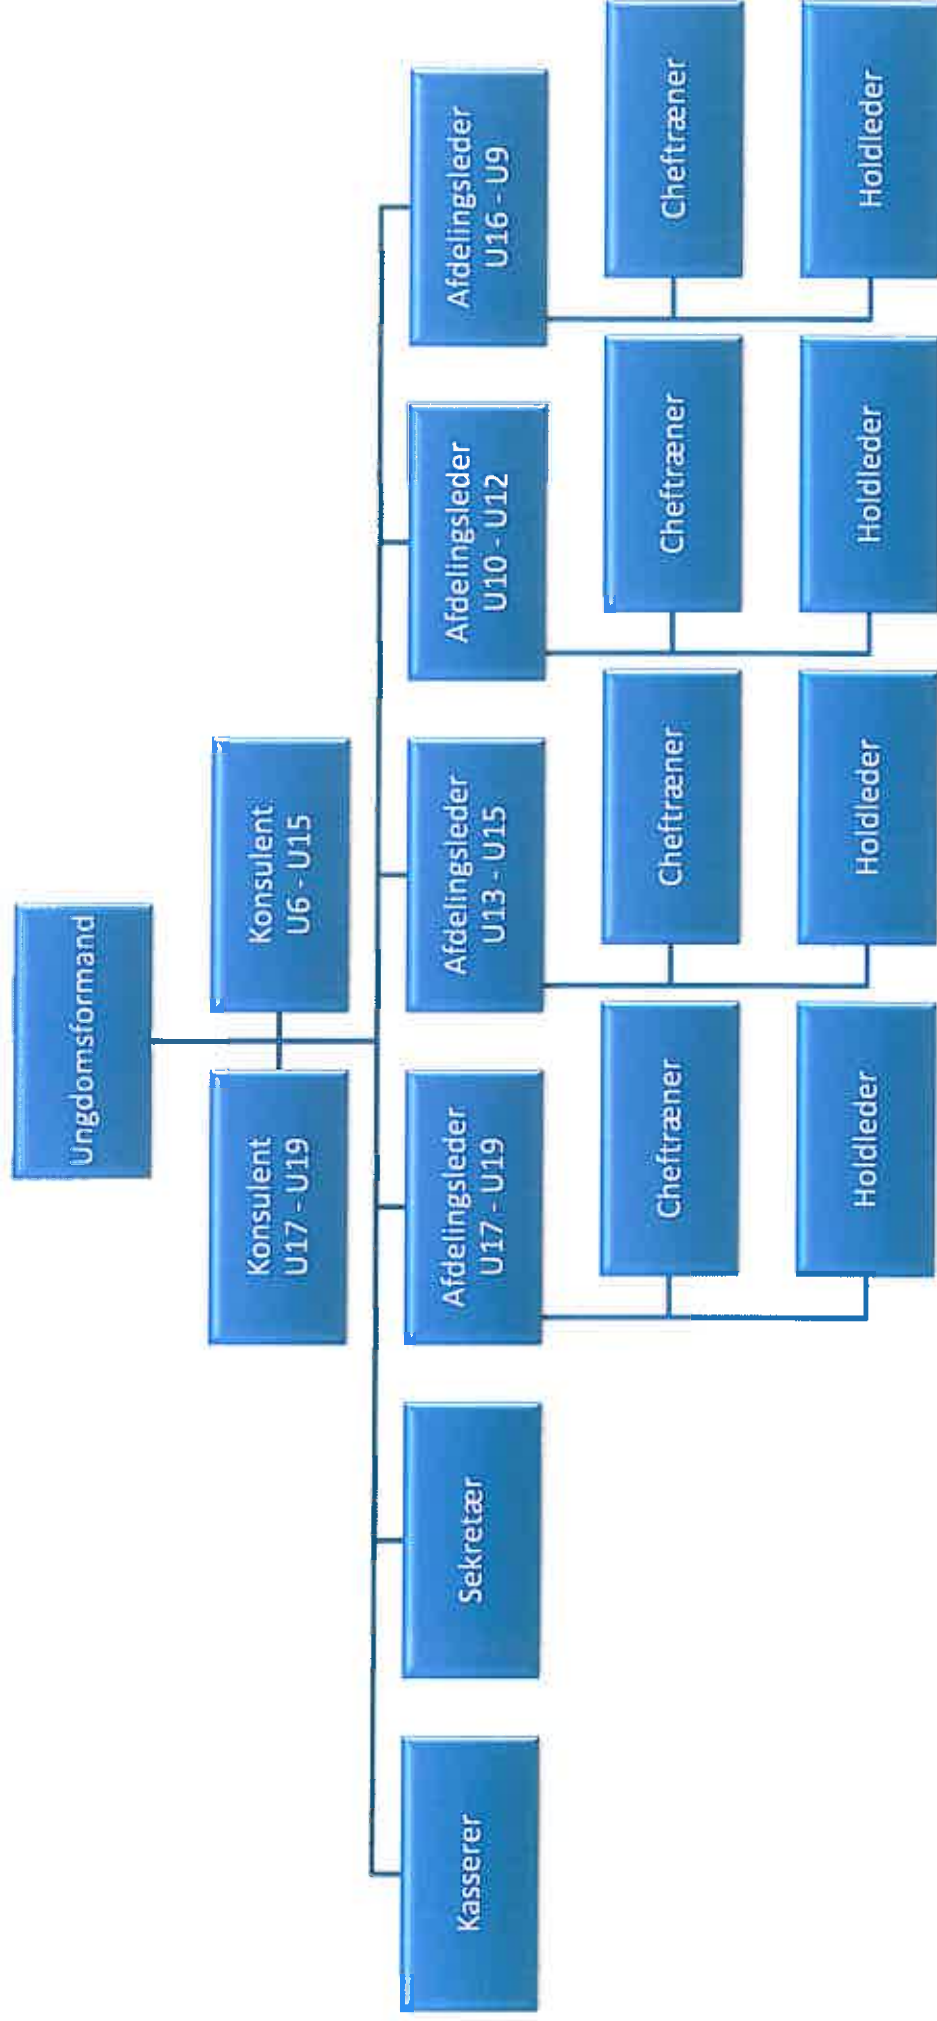 Ungdomsformand
Konsulent
U17 - U19
Konsulent
U6 - U15
Kasserer
Sekretær
Afdelingsleder
U17 - U19
Afdelingsleder
U13 - U15
Afdelingsleder
U10 - U12
Afdelingsleder
U16 - U9
Cheftræner
Cheftræner
Cheftræner
Cheftræner
Holdleder
Holdleder
Holdleder
Holdleder